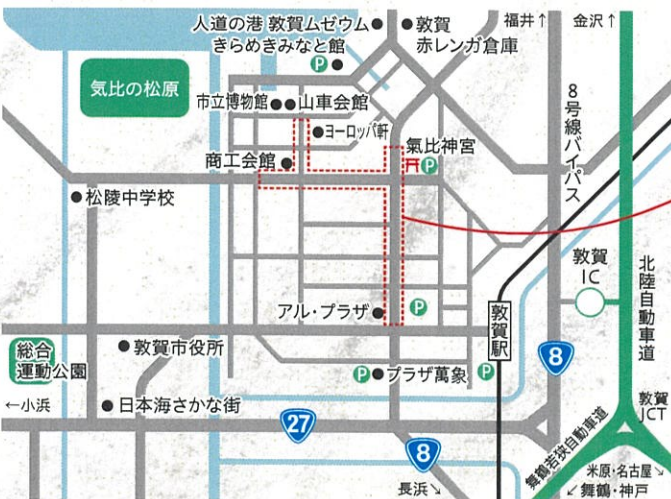 人道の港 敦賀ムゼウム
きらめきみなと館
敦賀
赤レンガ倉庫
福井↑
金沢↑
P
気比の松原
市立博物館
山車会館
8号線バイパス
ヨーロッパ軒
氣比神宮
P
商工会館
松陵中学校
敦賀
IC
北陸自動車道
アル・プラザ
P
敦賀駅
総合
運動公園
敦賀市役所
8
P
プラザ萬象
P
←小浜
日本海さかな街
敦賀
JCT
27
8
舞鶴若狭自動車道
長浜↘
米原・名古屋↘
↙舞鶴・神戸